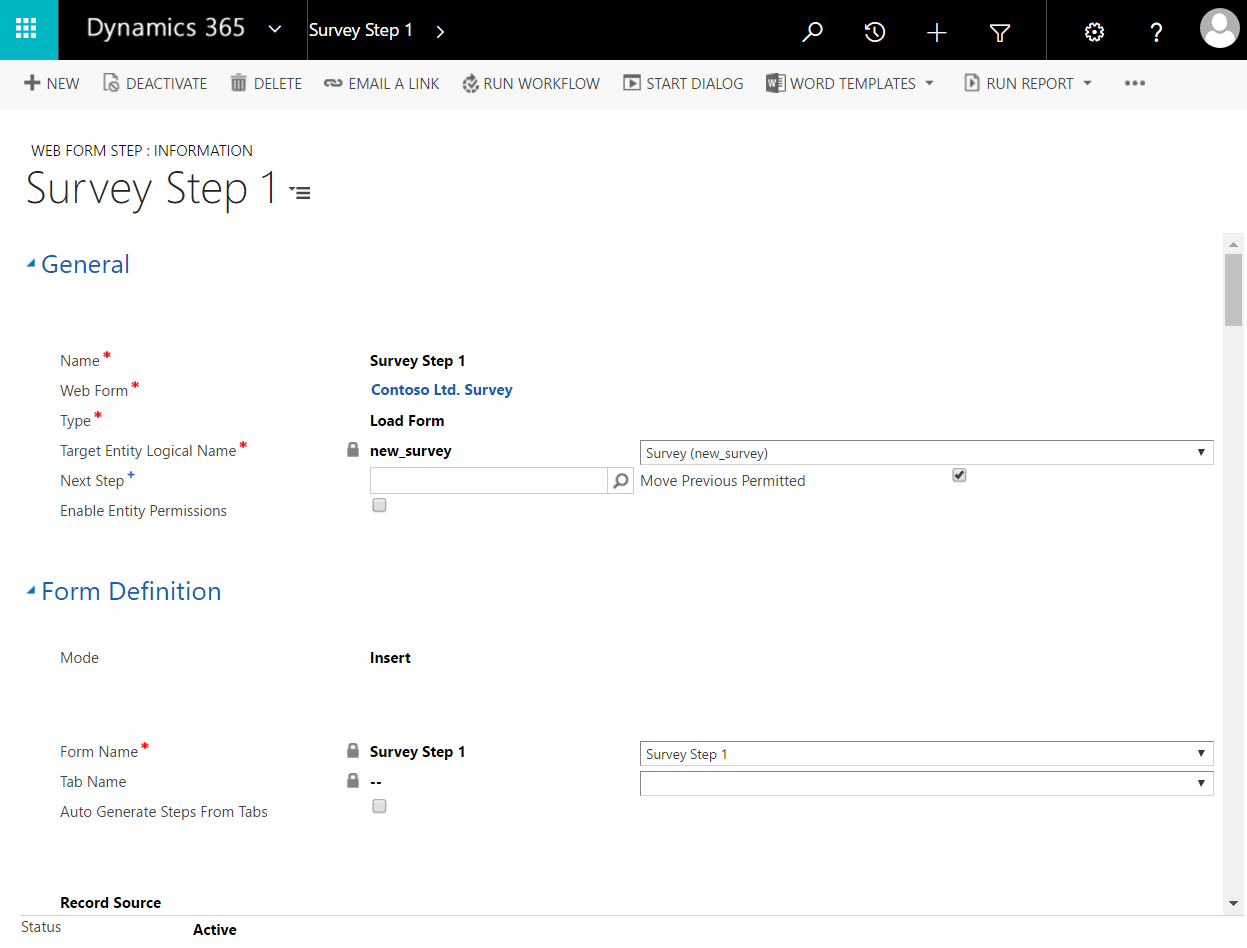 Dynamics 365 Survey Step 1
NEW DEACTIVATE DELETE EMAIL A LINK RUN WORKFLOW START DIALOG WORD TEMPLATES RUN REPORT
WEB FORM STEP : INFORMATION
Survey Step 1
General
Name * Survey Step 1
Web Form * Contoso Ltd. Survey
Type * Load Form
Target Entity Logical Name * new_survey Survey (new_survey)
Next Step + Move Previous Permitted
Enable Entity Permissions
Form Definition
Mode Insert
Form Name * Survey Step 1 Survey Step 1
Tab Name --
Auto Generate Steps From Tabs
Record Source
Status Active